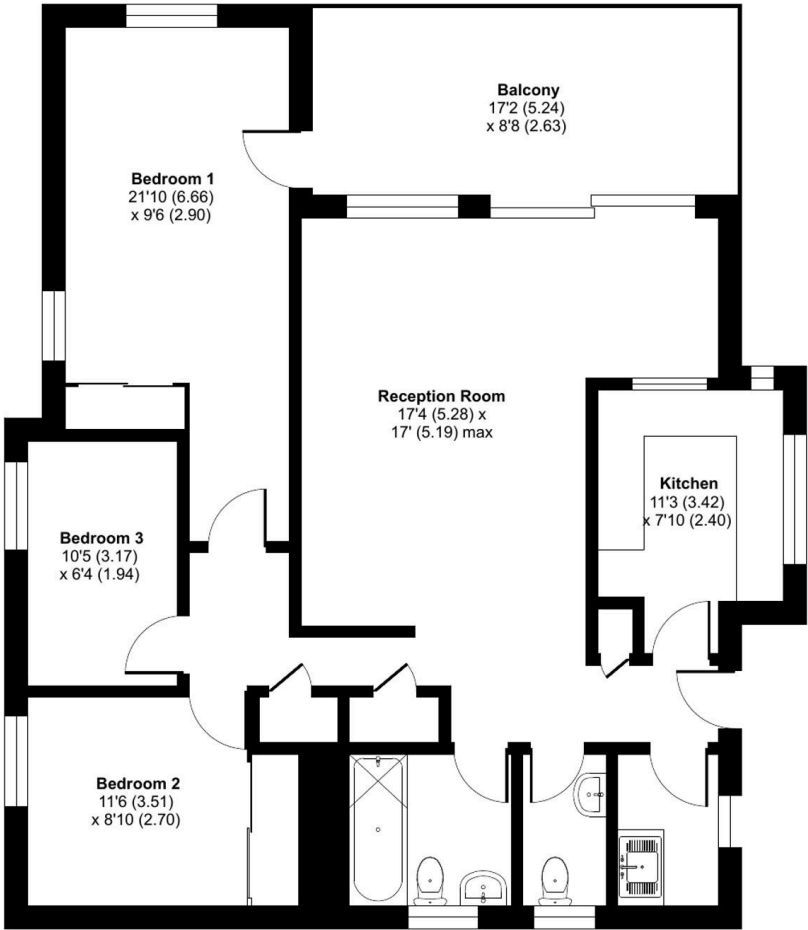 Balcony
17'2 (5.24)
x 8'8 (2.63)
Bedroom 1
21'10 (6.66)
x 9'6 (2.90)
Reception Room
17'4 (5.28) x
17' (5.19) max
Kitchen
11'3 (3.42)
x 7'10 (2.40)
Bedroom 3
10'5 (3.17)
x 6'4 (1.94)
Bedroom 2
11'6 (3.51)
x 8'10 (2.70)